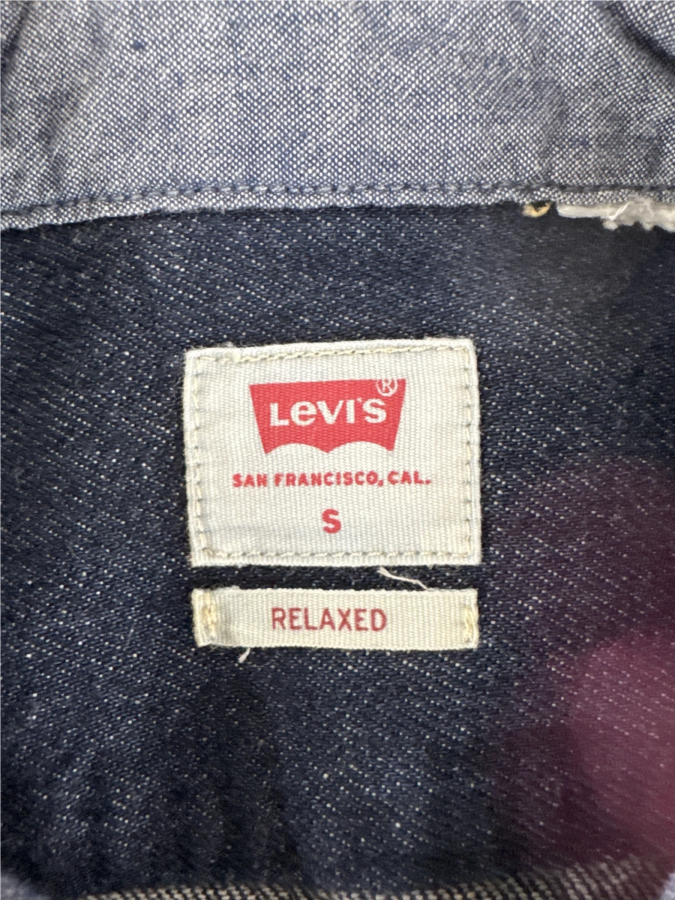 LEVI'S®
SAN FRANCISCO, CAL.
S
RELAXED